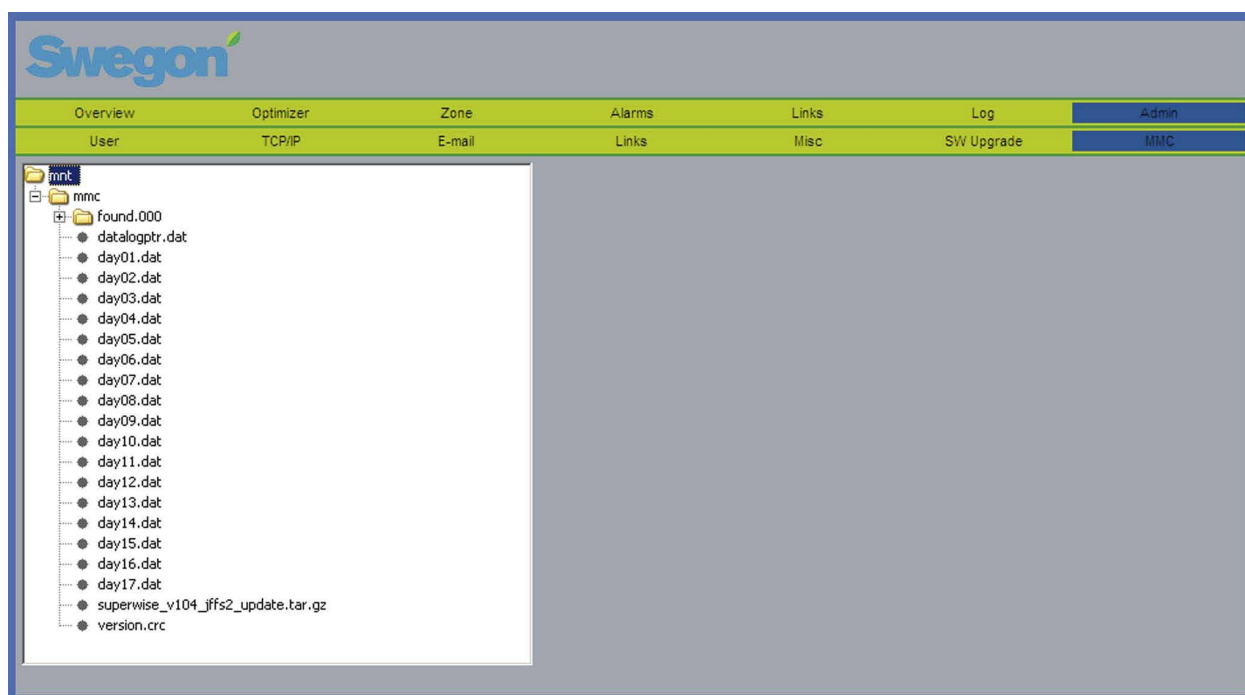 Swegon
Overview Optimizer Zone Alarms Links Log Admin
User TCP/IP E-mail Links Misc SW Upgrade MMC
mnt
mmc
found.000
datalogptr.dat
day01.dat
day02.dat
day03.dat
day04.dat
day05.dat
day06.dat
day07.dat
day08.dat
day09.dat
day10.dat
day11.dat
day12.dat
day13.dat
day14.dat
day15.dat
day16.dat
day17.dat
superwise_v104_jffs2_update.tar.gz
version.crc